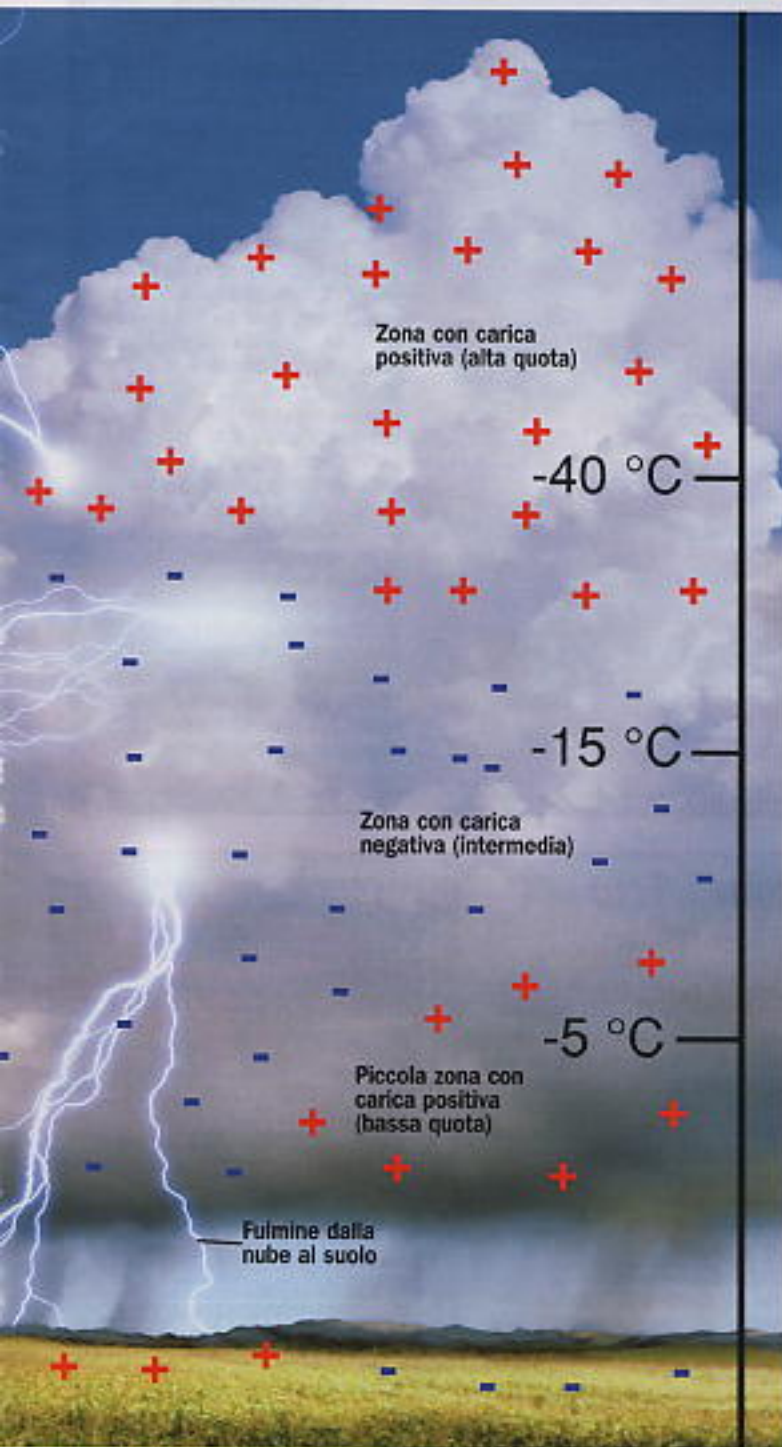 Zona con carica
positiva (alta quota)
-40 °C
-15 °C
Zona con carica
negativa (intermedia)
-5 °C
Piccola zona con
carica positiva
(bassa quota)
Fulmine dalla
nube al suolo